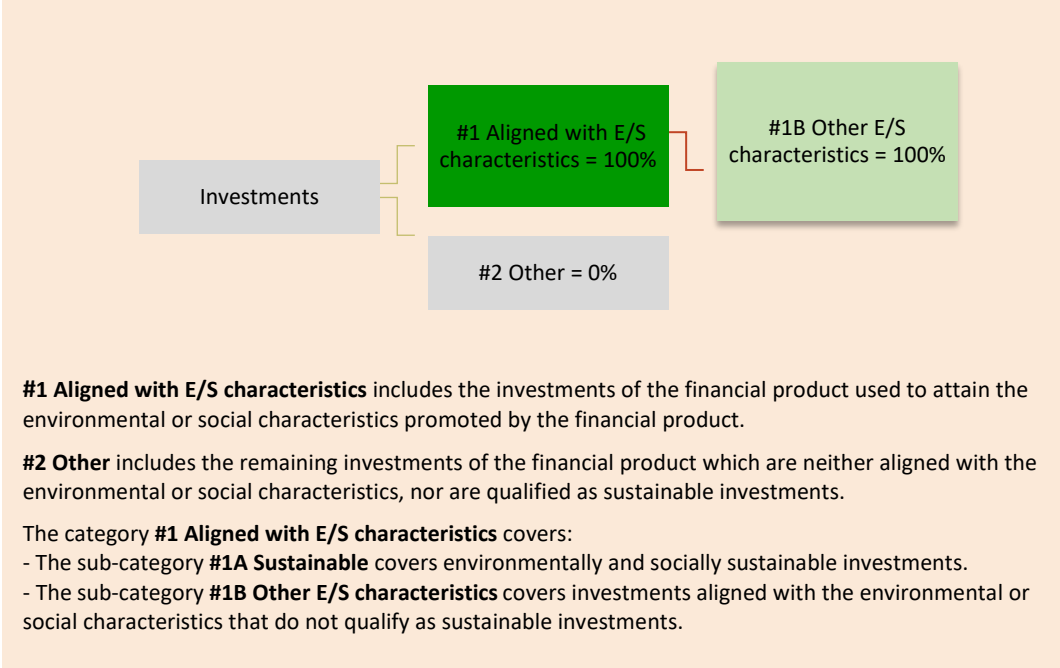 #1 Aligned with E/S
characteristics = 100%
#1B Other E/S
characteristics = 100%
Investments
#2 Other = 0%
#1 Aligned with E/S characteristics includes the investments of the financial product used to attain the
environmental or social characteristics promoted by the financial product.
#2 Other includes the remaining investments of the financial product which are neither aligned with the
environmental or social characteristics, nor are qualified as sustainable investments.
The category #1 Aligned with E/S characteristics covers:
- The sub-category #1A Sustainable covers environmentally and socially sustainable investments.
- The sub-category #1B Other E/S characteristics covers investments aligned with the environmental or
social characteristics that do not qualify as sustainable investments.